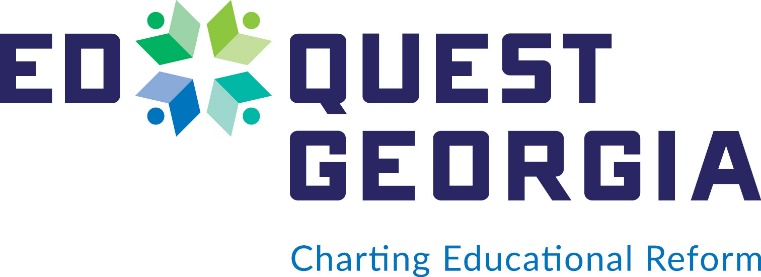 ED QUEST
GEORGIA
Charting Educational Reform